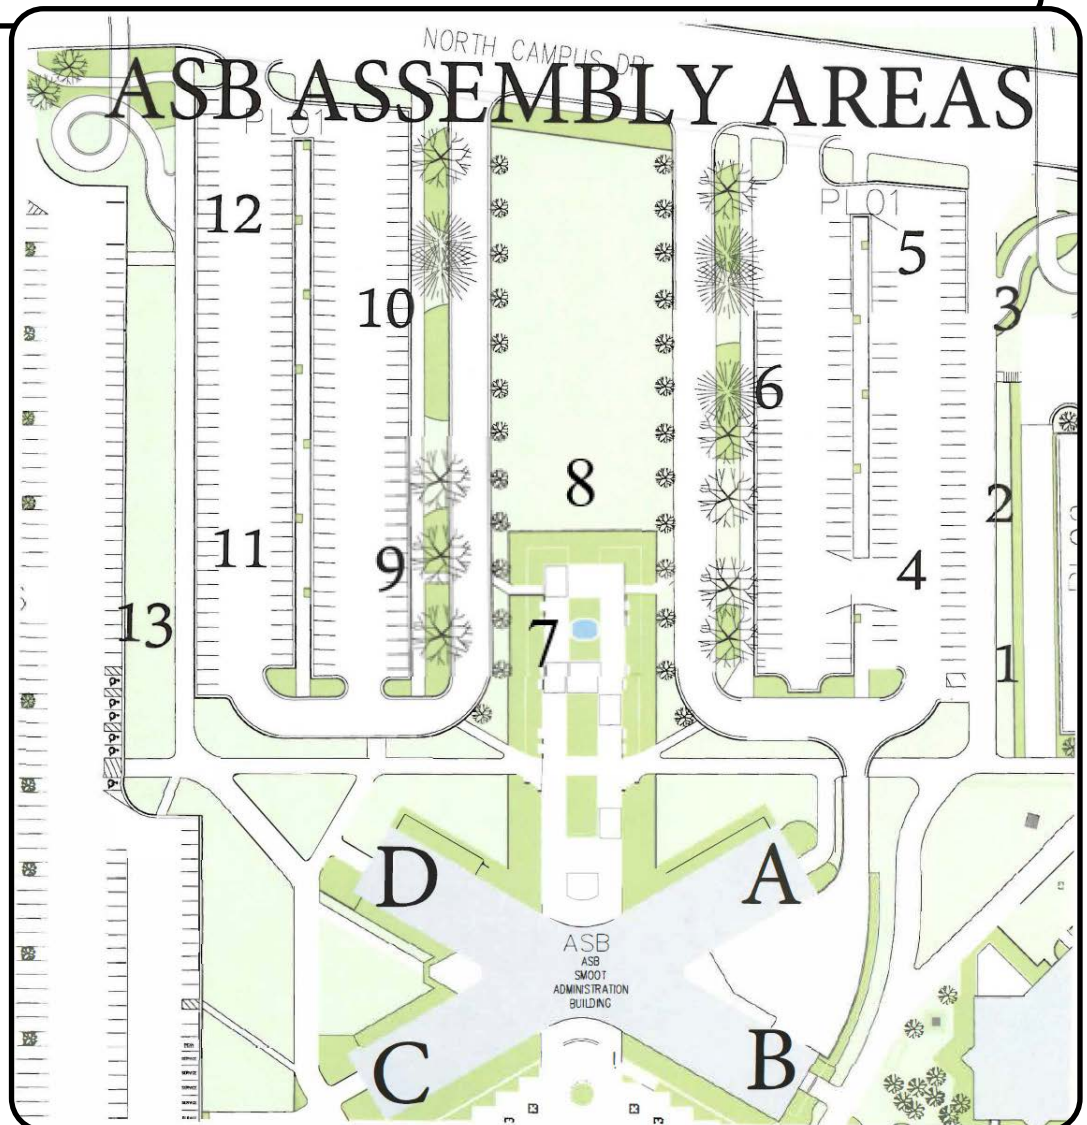 NORTH CAMPUS DR
ASB ASSEMBLY AREAS
PL01
PL01
12
5
10
3
6
8
2
11
9
4
13
7
1
D
A
ASB
ASB
SMOOT
ADMINISTRATION
BUILDING
C
B